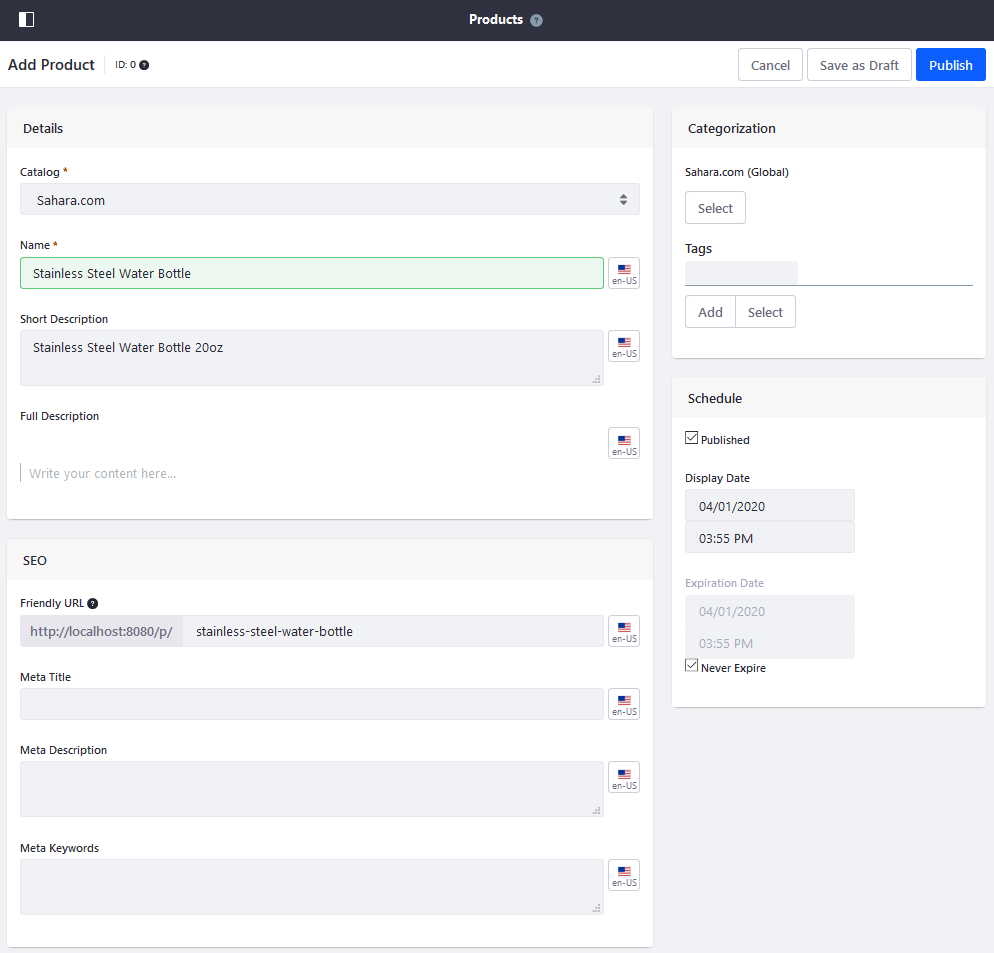 Products ?
Add Product ID: 0 ?
Cancel Save as Draft Publish
Details
Catalog *
Sahara.com
Name *
Stainless Steel Water Bottle
en-US
Short Description
Stainless Steel Water Bottle 20oz
en-US
Full Description
en-US
Write your content here...
SEO
Friendly URL ?
http://localhost:8080/p/ stainless-steel-water-bottle
en-US
Meta Title
en-US
Meta Description
en-US
Meta Keywords
en-US
Categorization
Sahara.com (Global)
Select
Tags
Add Select
Schedule
Published
Display Date
04/01/2020
03:55 PM
Expiration Date
04/01/2020
03:55 PM
Never Expire